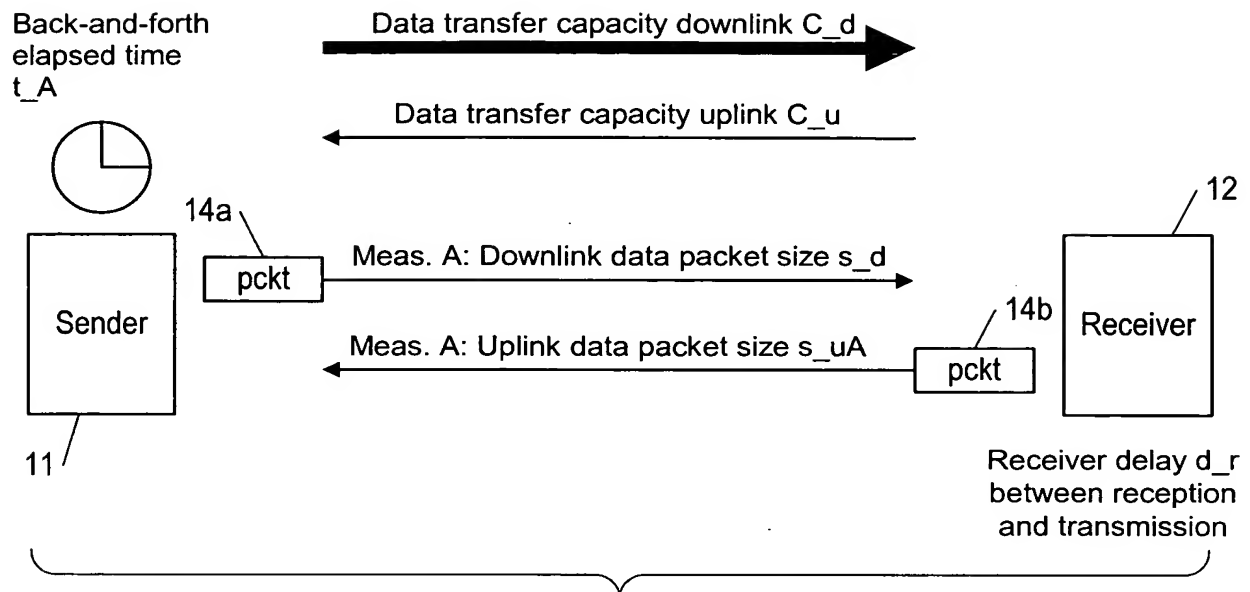 Back-and-forth
elapsed time
t_A
Data transfer capacity downlink C_d
Data transfer capacity uplink C_u
14a
12
pckt
Meas. A: Downlink data packet size s_d
Sender
14b
Receiver
Meas. A: Uplink data packet size s_uA
pckt
11
Receiver delay d_r
between reception
and transmission